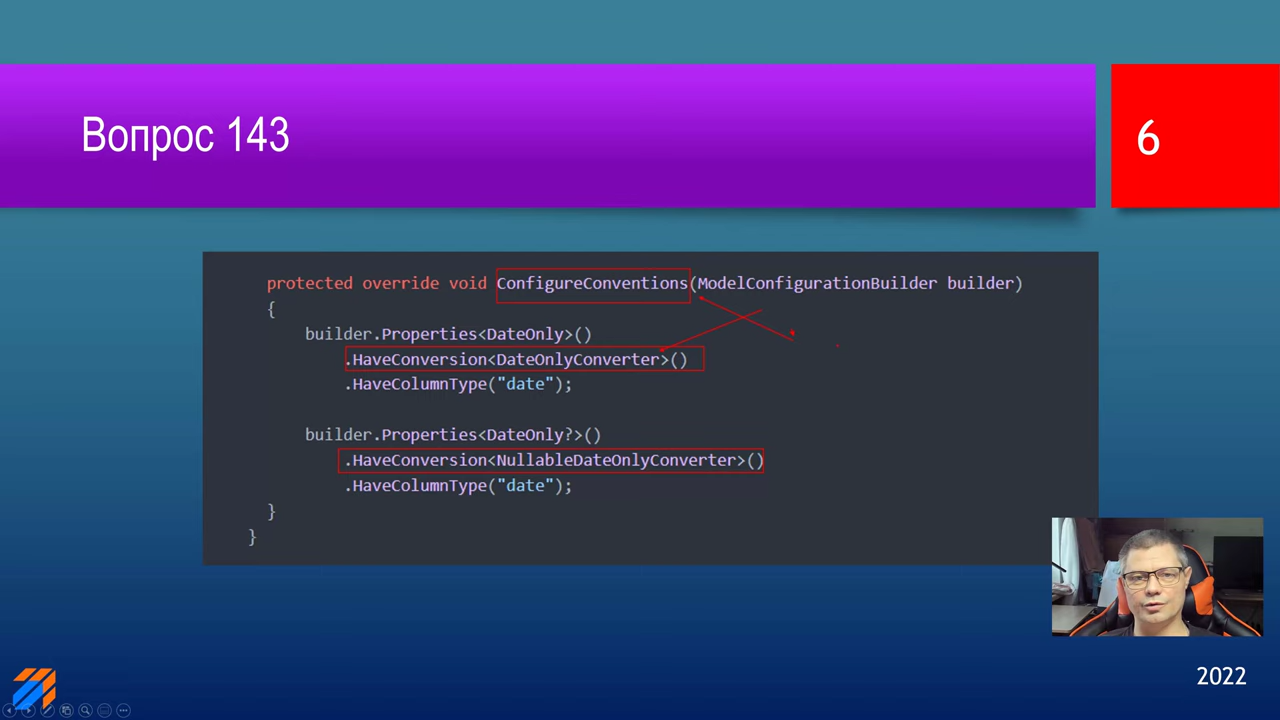 Вопрос 143
6
protected override void ConfigureConventions(ModelConfigurationBuilder builder)
{
builder.Properties<DateOnly>()
.HaveConversion<DateOnlyConverter>()
.HaveColumnType("date");
builder.Properties<DateOnly?>()
.HaveConversion<NullableDateOnlyConverter>()
.HaveColumnType("date");
}
}
2022